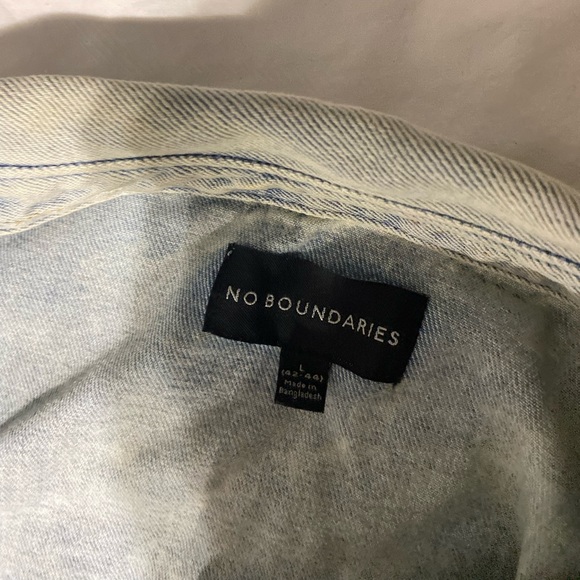 NO BOUNDARIES
L
(42-44)
Made in
Bangladesh